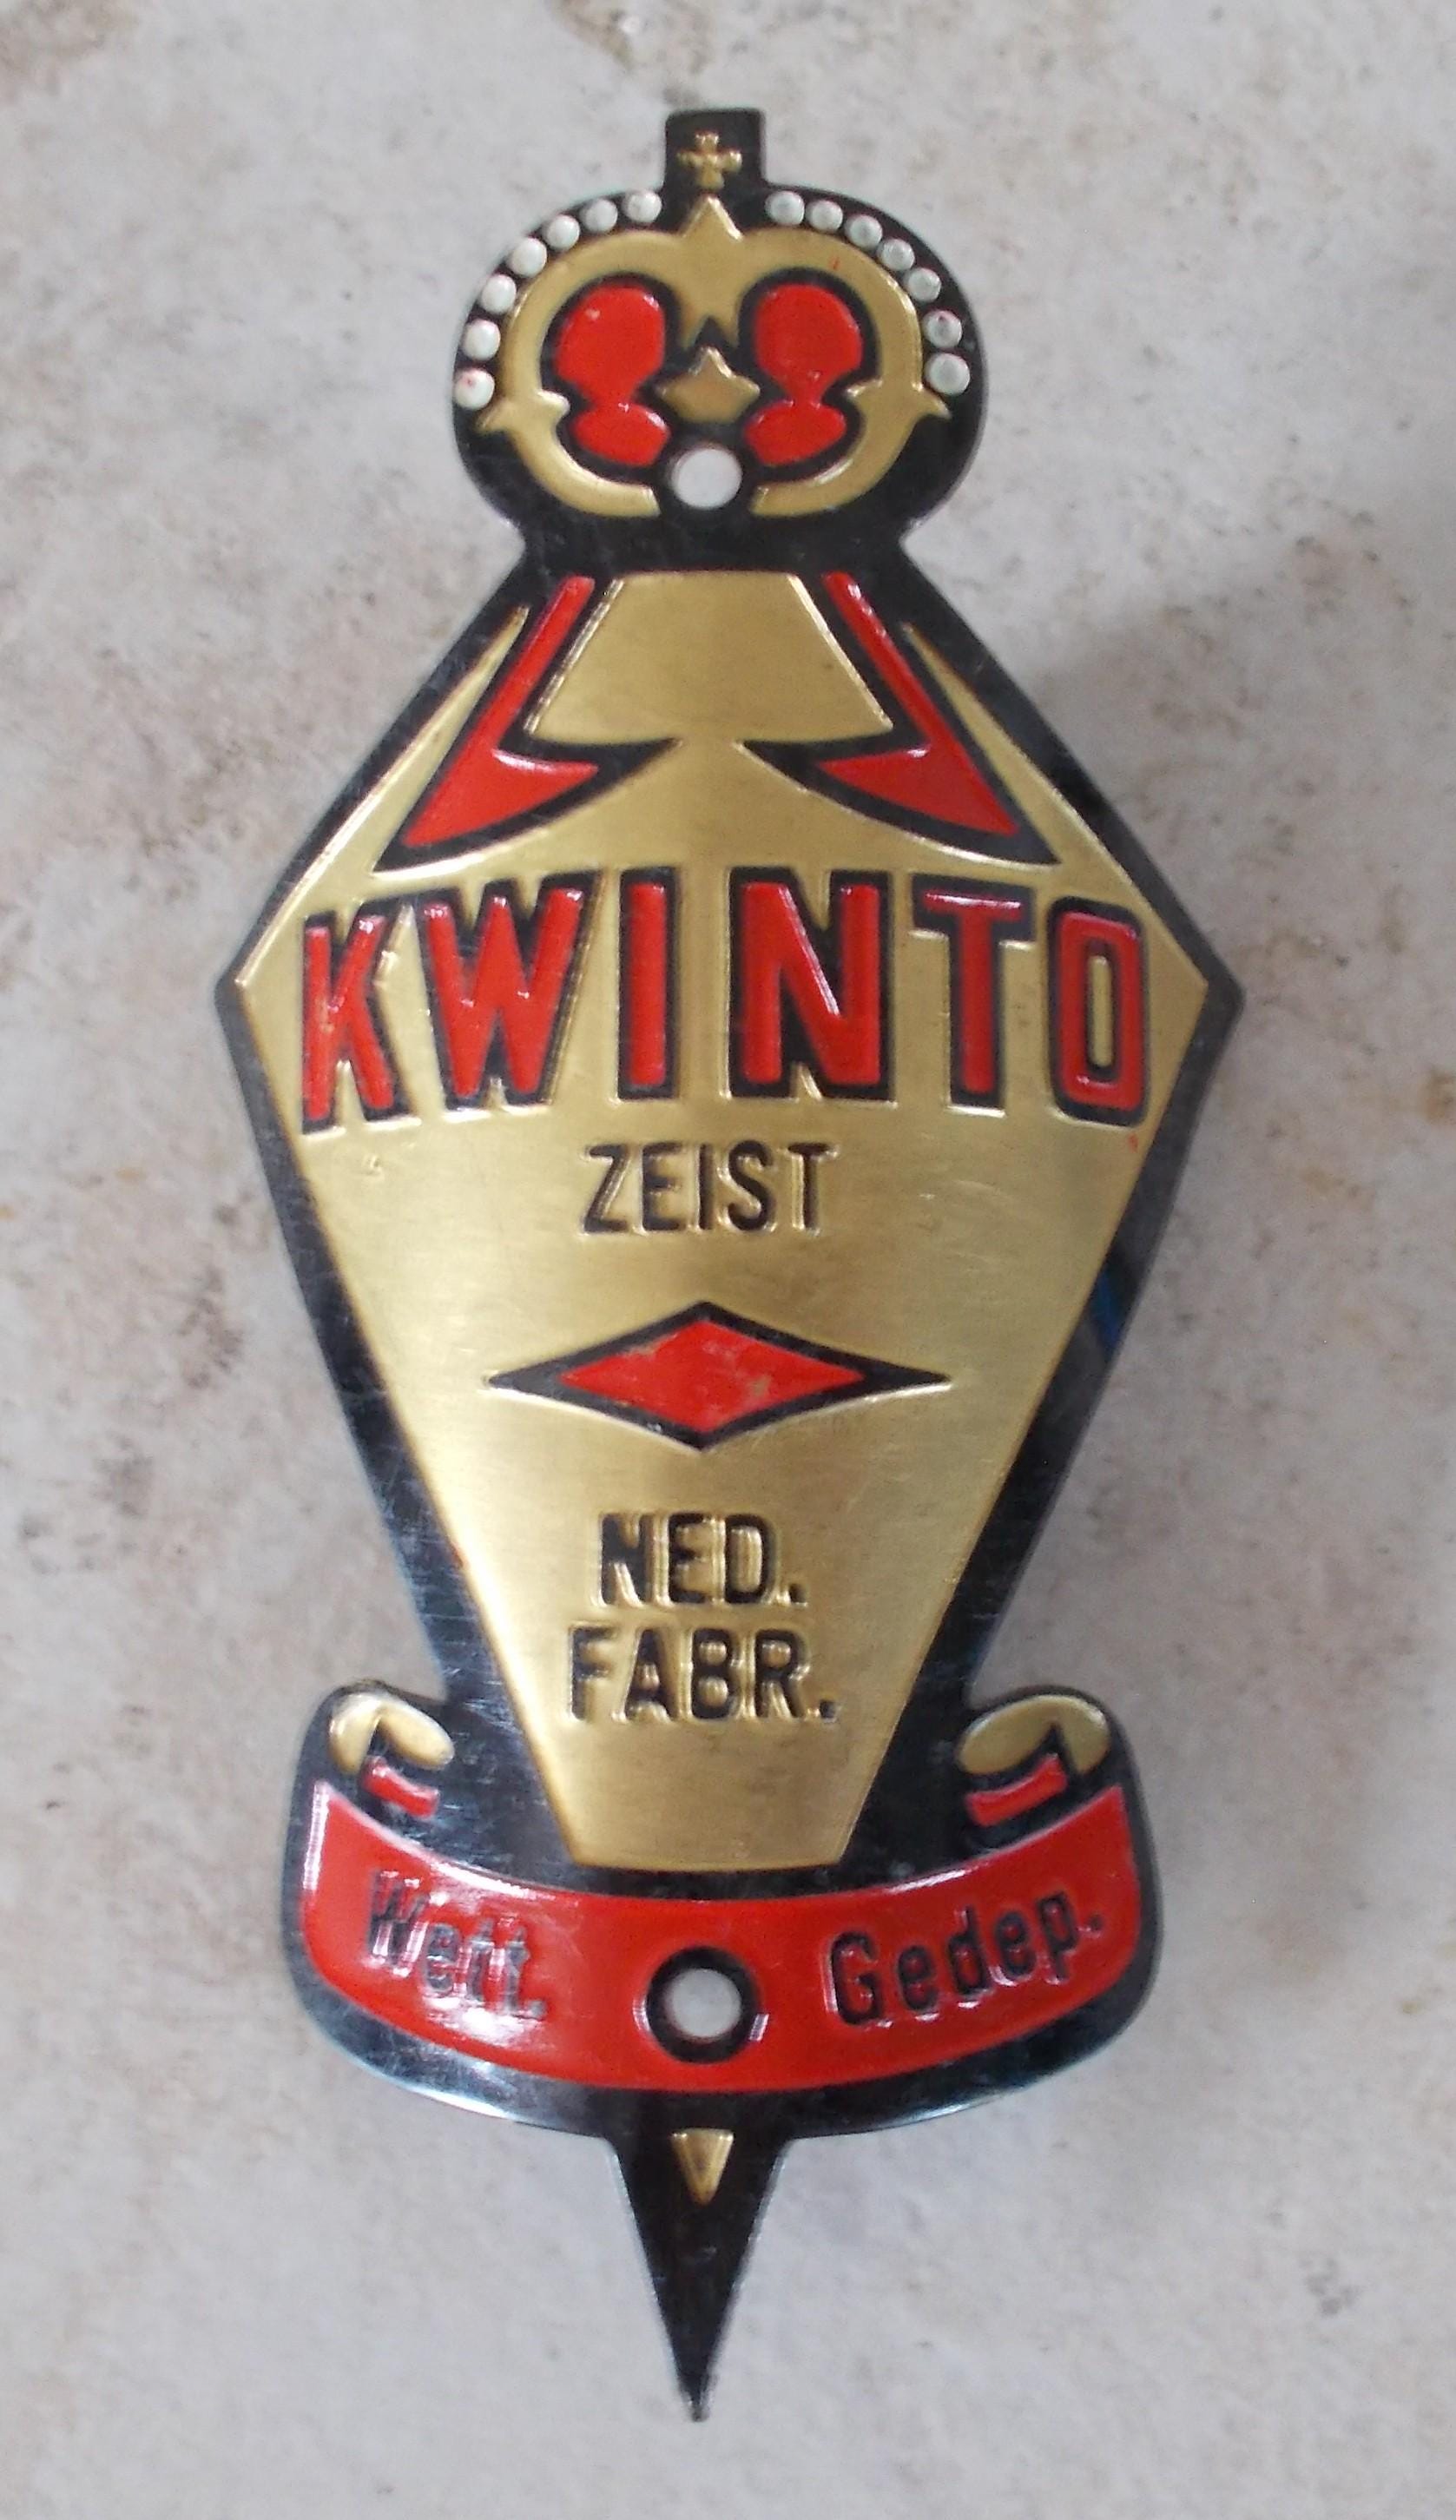 KWINTO
ZEIST
NED.
FABR.
Wett. Gedep.